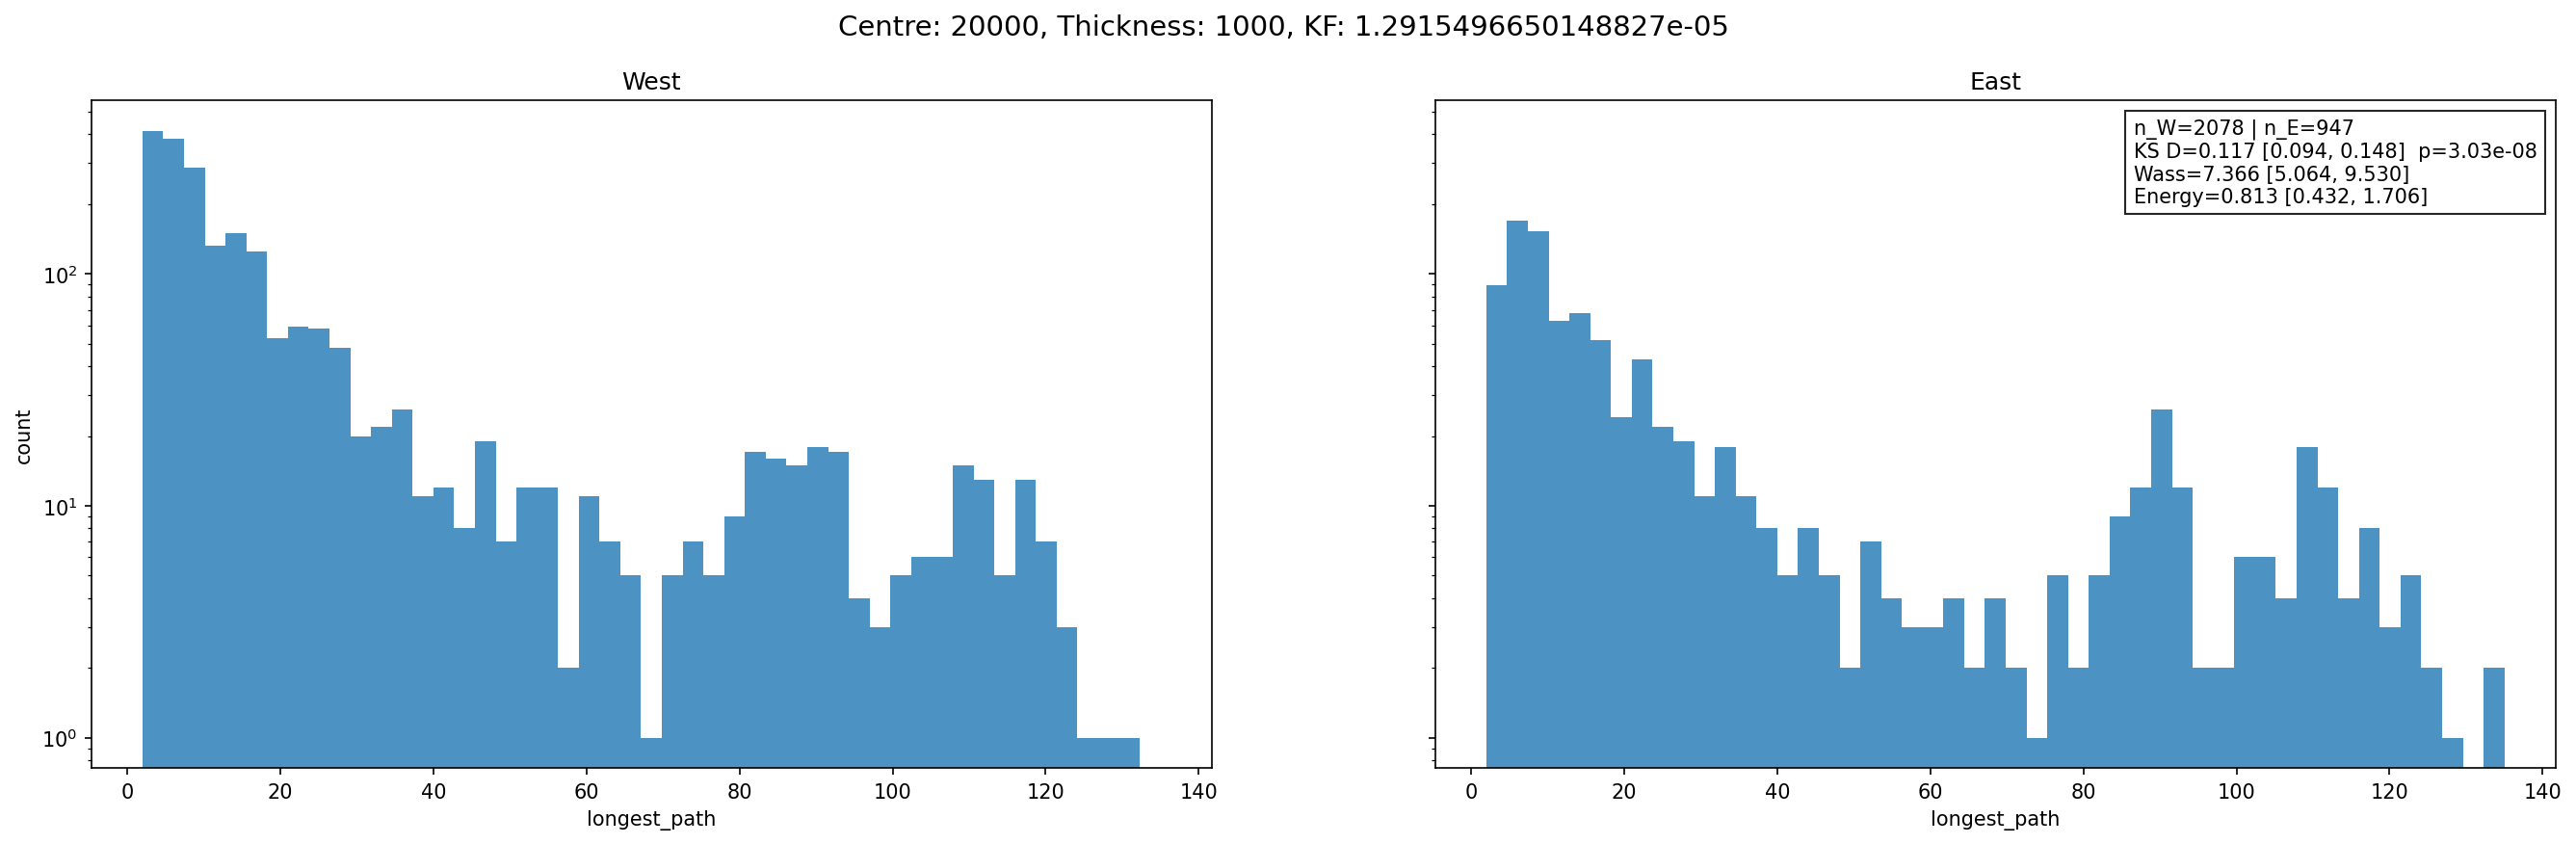 Centre: 20000, Thickness: 1000, KF: 1.2915496650148827e-05
West
count
10²
10¹
10⁰
0 20 40 60 80 100 120 140
longest_path
East
n_W=2078 | n_E=947
KS D=0.117 [0.094, 0.148]  p=3.03e-08
Wass=7.366 [5.064, 9.530]
Energy=0.813 [0.432, 1.706]
0 20 40 60 80 100 120 140
longest_path